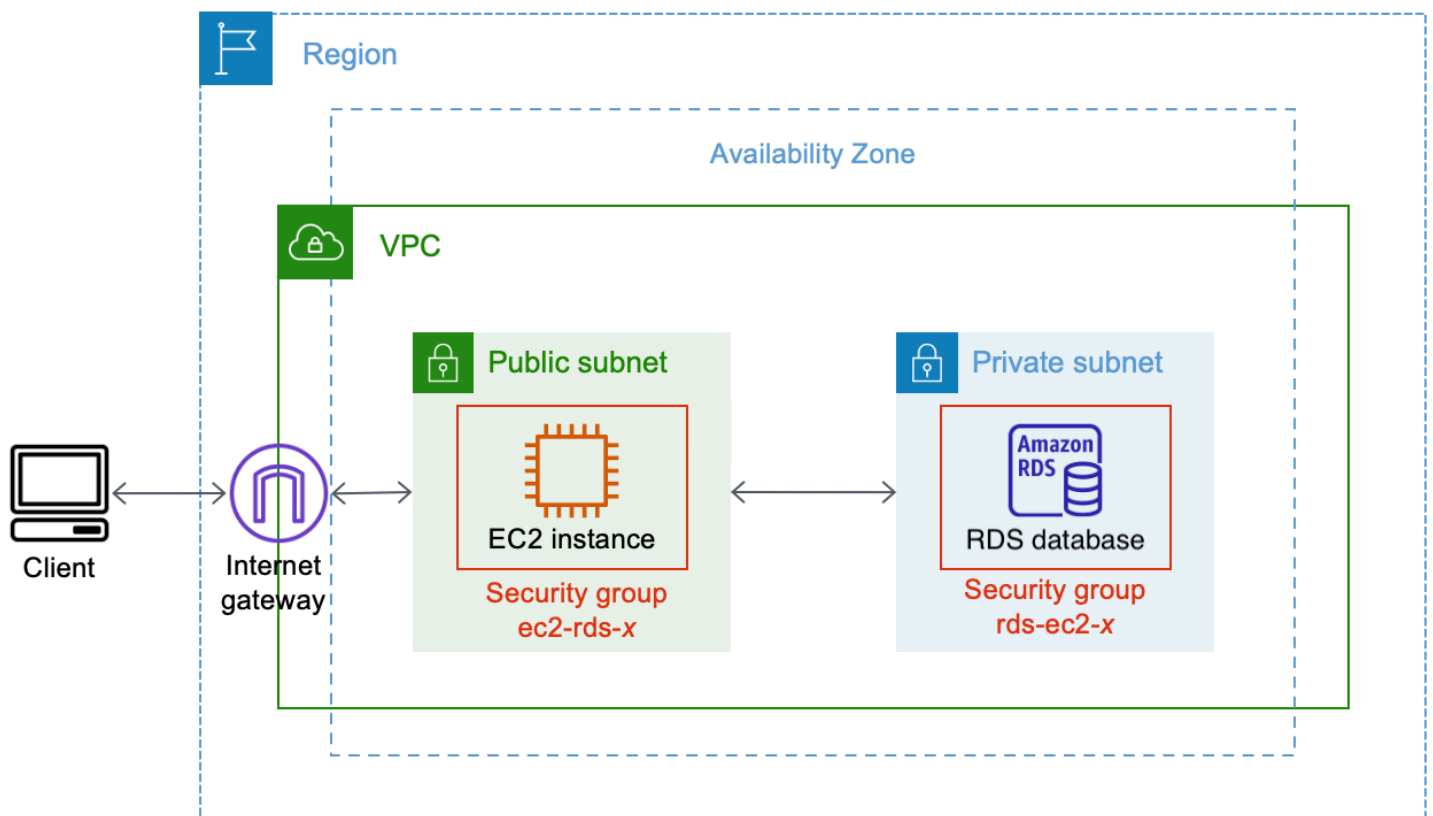 Region
Availability Zone
VPC
Public subnet
Private subnet
Amazon
RDS
EC2 instance
RDS database
Client
Internet
gateway
Security group
ec2-rds-x
Security group
rds-ec2-x